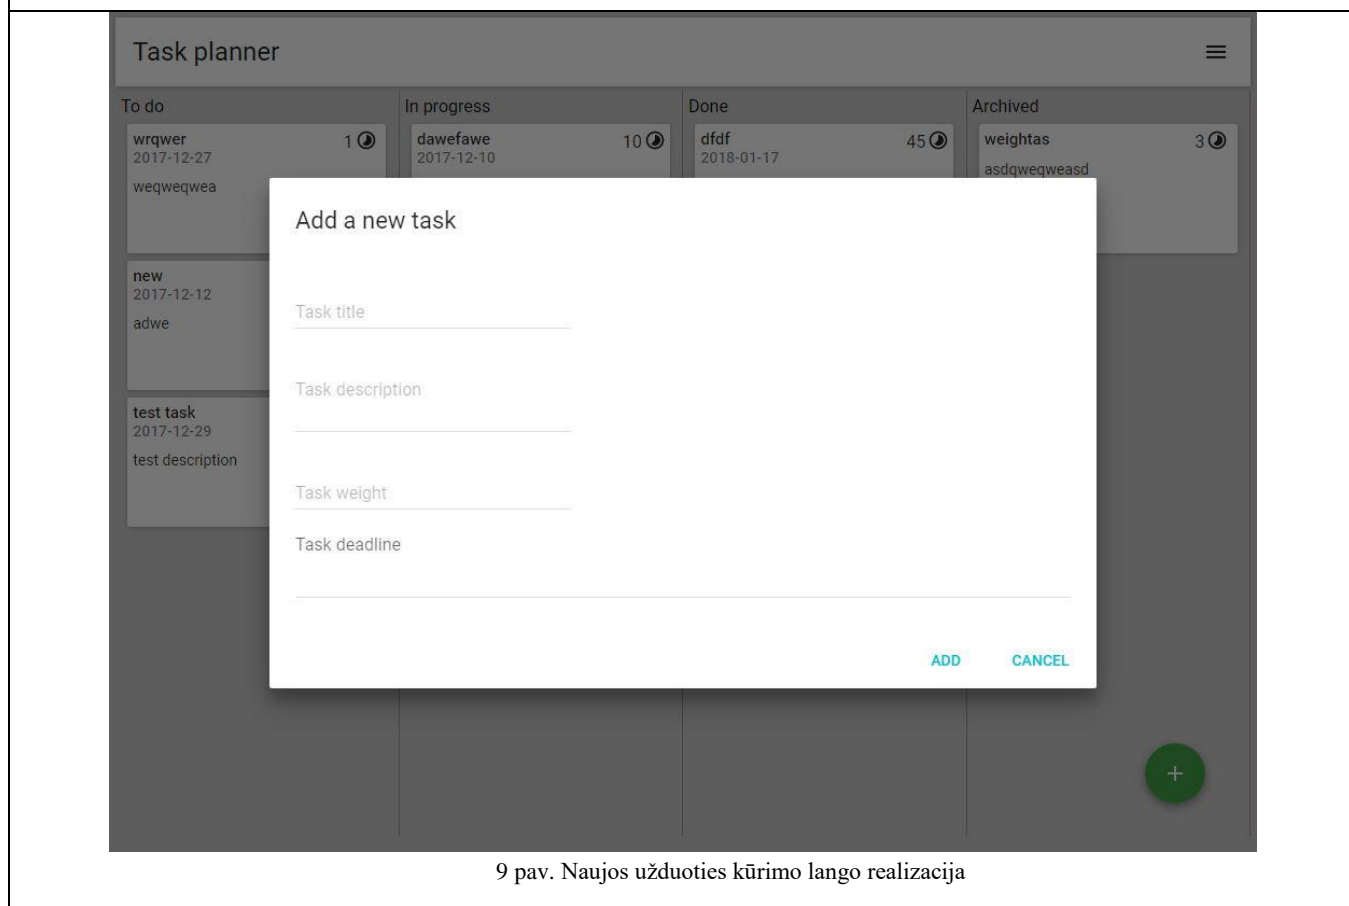 Task planner
To do
In progress
Done
Archived
wrqwer 1
2017-12-27
weqweqwea
dawefawe 10
2017-12-10
dfdf 45
2018-01-17
weightas 3
asdqweqweasd
new
2017-12-12
adwe
test task
2017-12-29
test description
Add a new task
Task title
Task description
Task weight
Task deadline
ADD CANCEL
+
9 pav. Naujos užduoties kūrimo lango realizacija